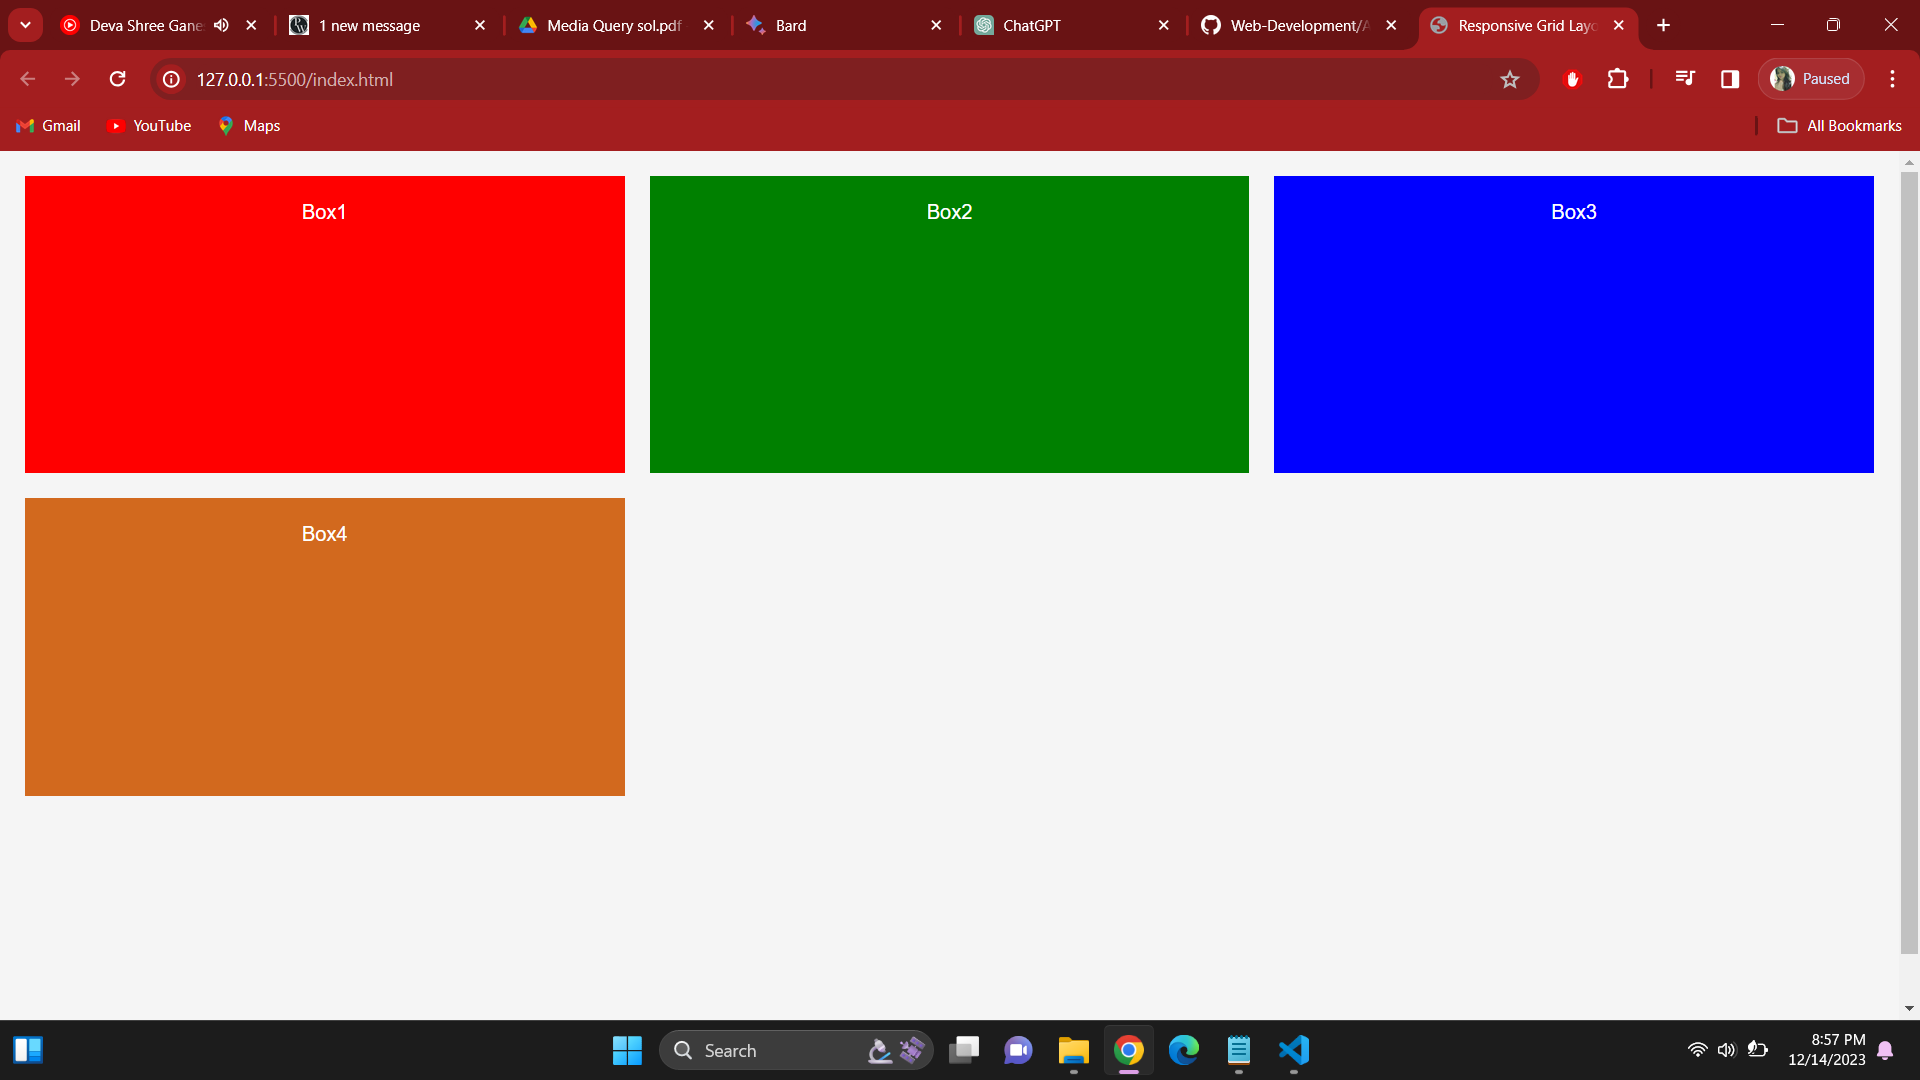 Deva Shree Gane
1 new message
Media Query sol.pdf
Bard
ChatGPT
Web-Development/A
Responsive Grid Layo
127.0.0.1:5500/index.html
Paused
Gmail
YouTube
Maps
All Bookmarks
Box1
Box2
Box3
Box4
Search
8:57 PM
12/14/2023